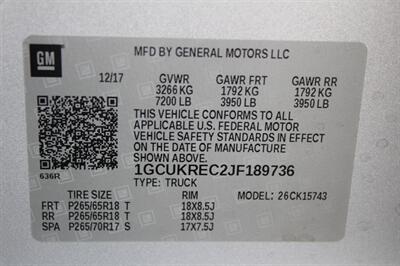 GM
MFD BY GENERAL MOTORS LLC
12/17 GVWR GAWR FRT GAWR RR
3266 KG 1792 KG 1792 KG
7200 LB 3950 LB 3950 LB
THIS VEHICLE CONFORMS TO ALL
APPLICABLE U.S. FEDERAL MOTOR
VEHICLE SAFETY STANDARDS IN EFFECT
ON THE DATE OF MANUFACTURE
SHOWN ABOVE.
636R 1GCUKREC2JF189736
TYPE: TRUCK
TIRE SIZE RIM MODEL: 26CK15743
FRT P265/65R18 T 18X8.5J
RR P265/65R18 T 18X8.5J
SPA P265/70R17 S 17X7.5J